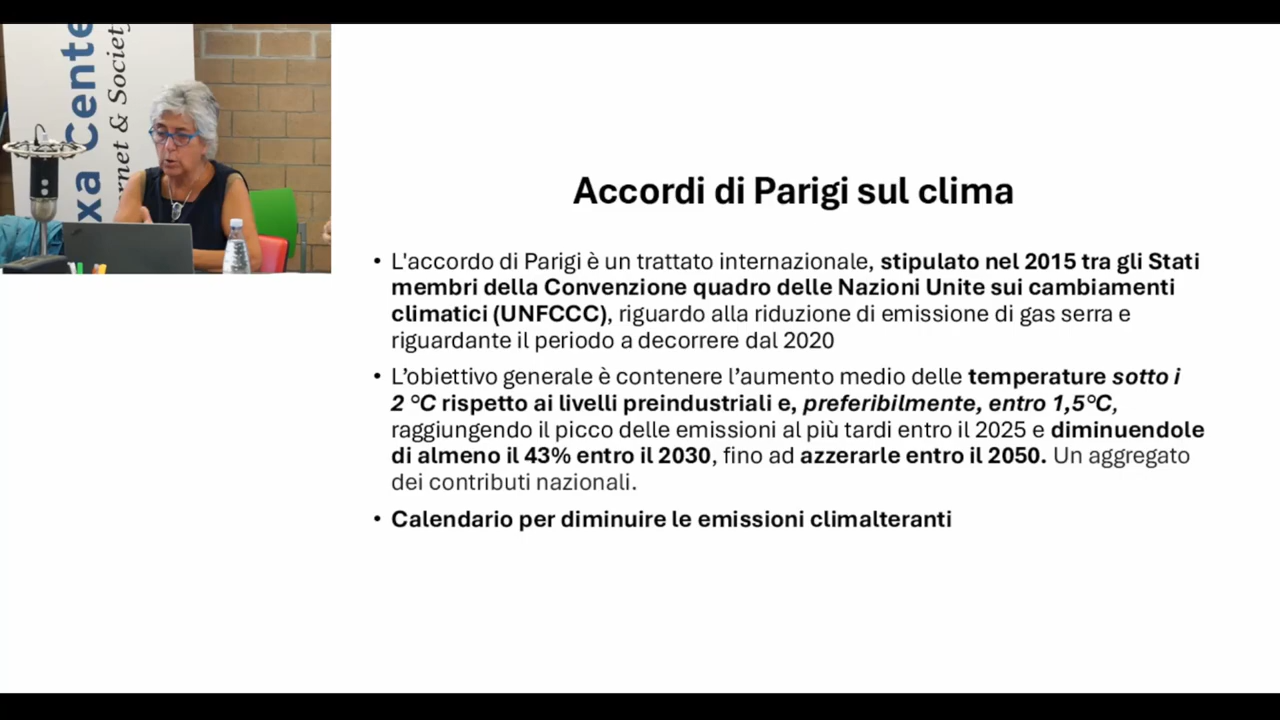 xa Cente
rnet & Society
Accordi di Parigi sul clima
• L'accordo di Parigi è un trattato internazionale, stipulato nel 2015 tra gli Stati
membri della Convenzione quadro delle Nazioni Unite sui cambiamenti
climatici (UNFCCC), riguardo alla riduzione di emissione di gas serra e
riguardante il periodo a decorrere dal 2020
• L’obiettivo generale è contenere l’aumento medio delle temperature sotto i
2 °C rispetto ai livelli preindustriali e, preferibilmente, entro 1,5°C,
raggiungendo il picco delle emissioni al più tardi entro il 2025 e diminuendole
di almeno il 43% entro il 2030, fino ad azzerarle entro il 2050. Un aggregato
dei contributi nazionali.
• Calendario per diminuire le emissioni climalteranti